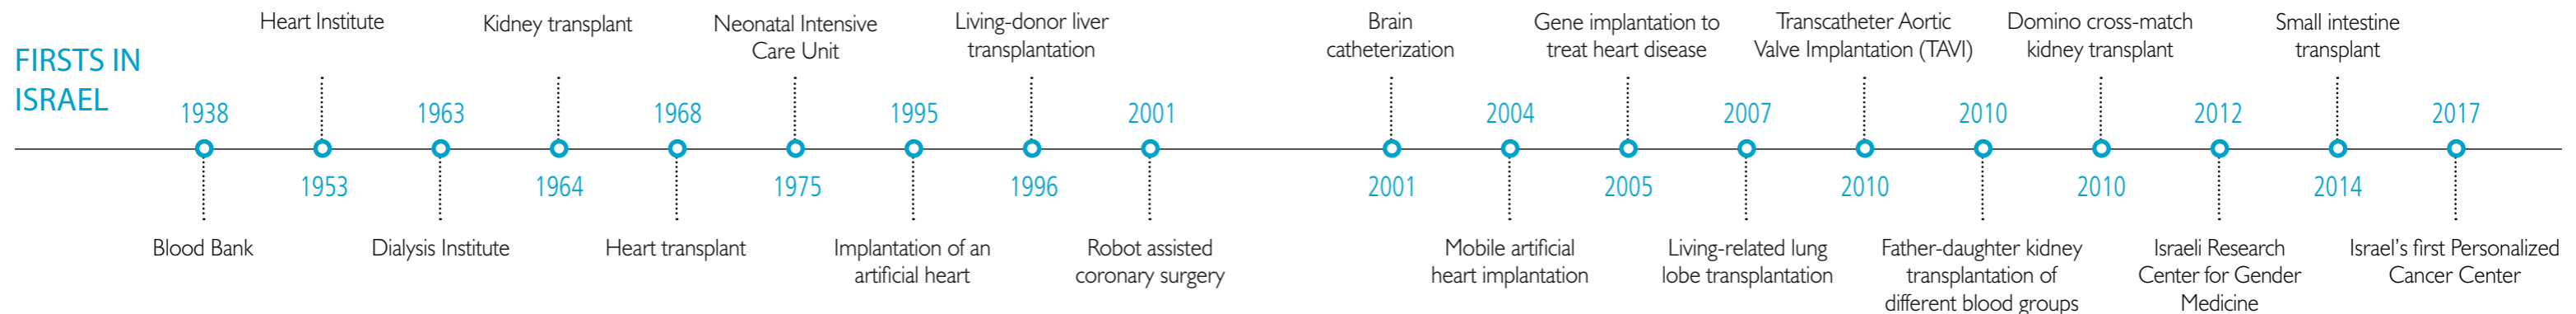 FIRSTS IN
ISRAEL
1938
Blood Bank
Heart Institute
1953
1963
Dialysis Institute
Kidney transplant
1964
1968
Heart transplant
Neonatal Intensive
Care Unit
1975
1995
Implantation of an
artificial heart
Living-donor liver
transplantation
1996
2001
Robot assisted
coronary surgery
Brain
catheterization
2001
2004
Mobile artificial
heart implantation
Gene implantation to
treat heart disease
2005
2007
Living-related lung
lobe transplantation
Transcatheter Aortic
Valve Implantation (TAVI)
2010
2010
Father-daughter kidney
transplantation of
different blood groups
Domino cross-match
kidney transplant
2010
2012
Israeli Research
Center for Gender
Medicine
Small intestine
transplant
2014
2017
Israel's first Personalized
Cancer Center